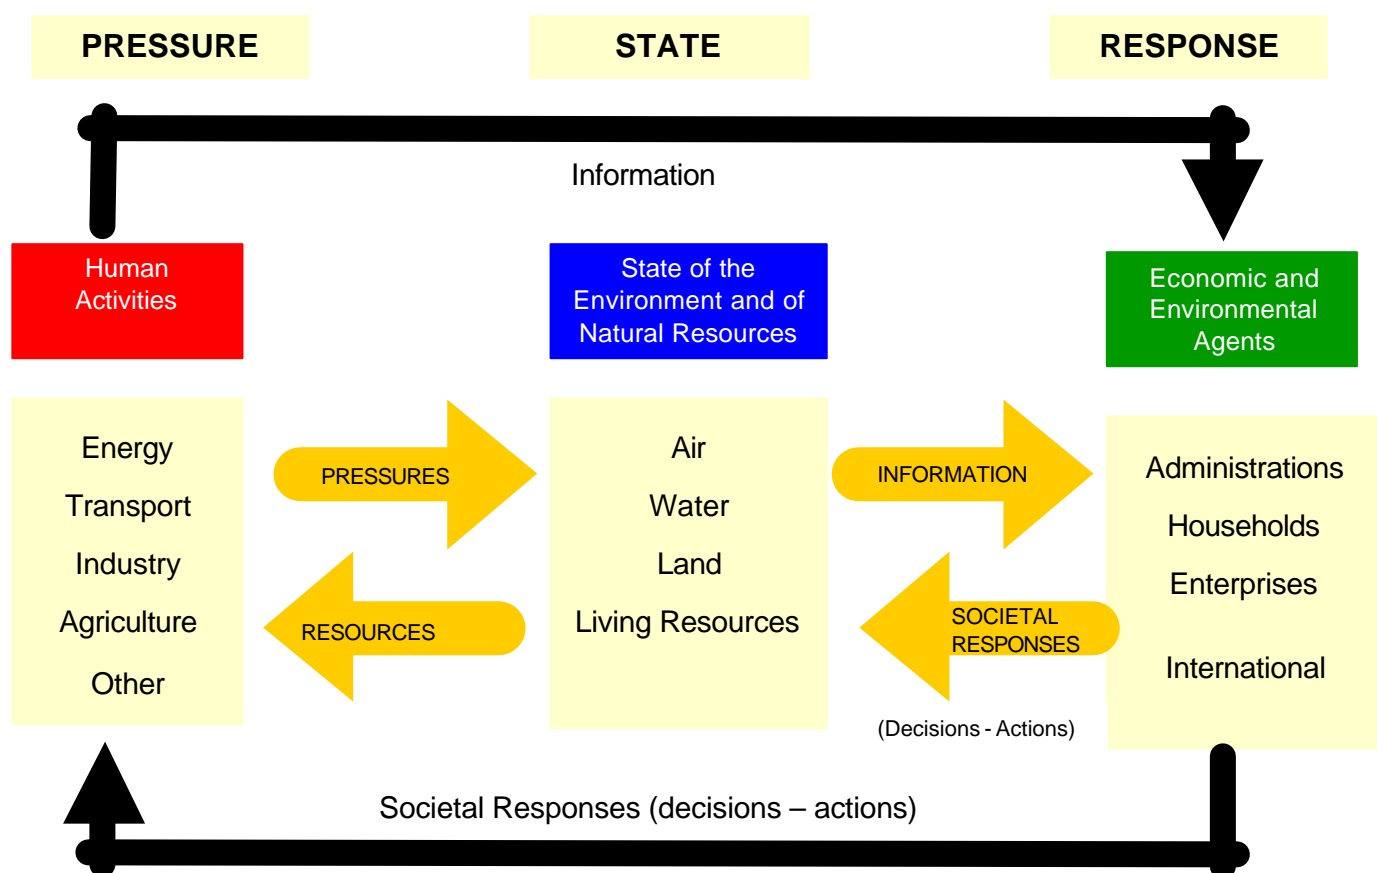 PRESSURE
STATE
RESPONSE
Information
Human
Activities
State of the
Environment and of
Natural Resources
Economic and
Environmental
Agents
Energy
Transport
Industry
Agriculture
Other
PRESSURES
RESOURCES
Air
Water
Land
Living Resources
INFORMATION
SOCIETAL
RESPONSES
(Decisions - Actions)
Administrations
Households
Enterprises
International
Societal Responses (decisions – actions)